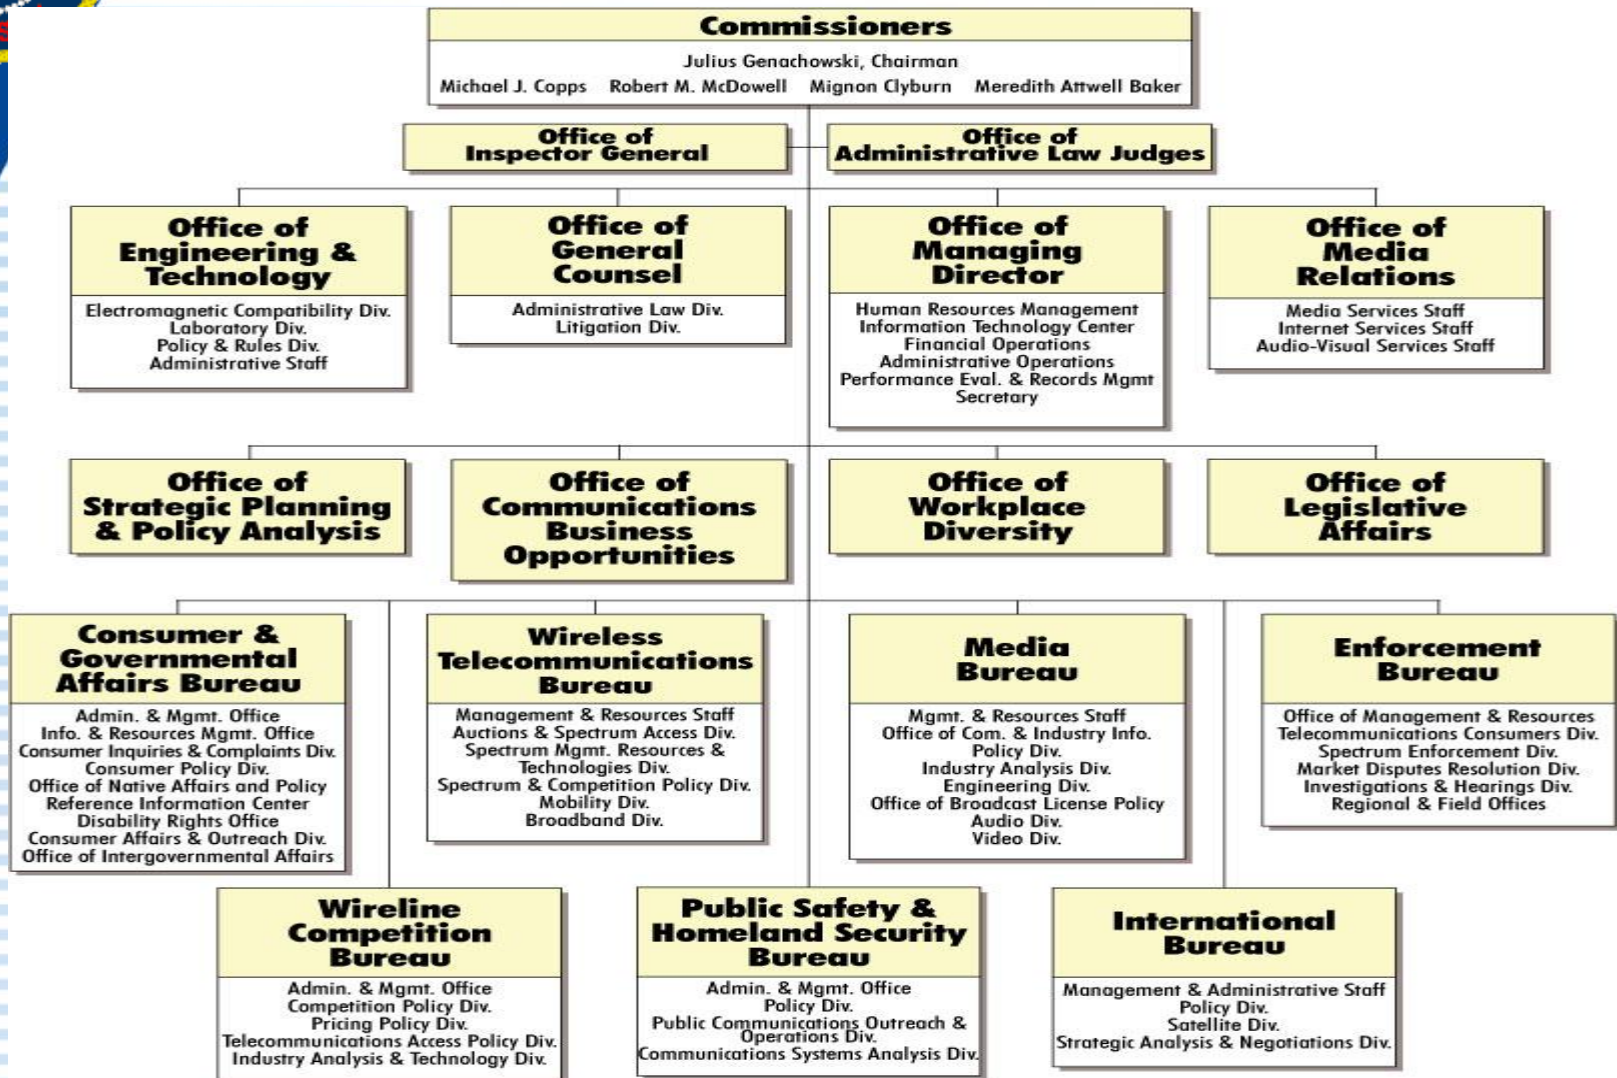 Commissioners
Julius Genachowski, Chairman
Michael J. Copps Robert M. McDowell Mignon Clyburn Meredith Attwell Baker
Office of
Inspector General
Office of
Administrative Law Judges
Office of
Engineering &
Technology
Electromagnetic Compatibility Div.
Laboratory Div.
Policy & Rules Div.
Administrative Staff
Office of
General
Counsel
Administrative Law Div.
Litigation Div.
Office of
Managing
Director
Human Resources Management
Information Technology Center
Financial Operations
Administrative Operations
Performance Eval. & Records Mgmt
Secretary
Office of
Media
Relations
Media Services Staff
Internet Services Staff
Audio-Visual Services Staff
Office of
Strategic Planning
& Policy Analysis
Office of
Communications
Business
Opportunities
Office of
Workplace
Diversity
Office of
Legislative
Affairs
Consumer &
Governmental
Affairs Bureau
Admin. & Mgmt. Office
Info. & Resources Mgmt. Office
Consumer Inquiries & Complaints Div.
Consumer Policy Div.
Office of Native Affairs and Policy
Reference Information Center
Disability Rights Office
Consumer Affairs & Outreach Div.
Office of Intergovernmental Affairs
Wireless
Telecommunications
Bureau
Management & Resources Staff
Auctions & Spectrum Access Div.
Spectrum Mgmt. Resources &
Technologies Div.
Spectrum & Competition Policy Div.
Mobility Div.
Broadband Div.
Media
Bureau
Mgmt. & Resources Staff
Office of Com. & Industry Info.
Policy Div.
Industry Analysis Div.
Engineering Div.
Office of Broadcast License Policy
Audio Div.
Video Div.
Enforcement
Bureau
Office of Management & Resources
Telecommunications Consumers Div.
Spectrum Enforcement Div.
Market Disputes Resolution Div.
Investigations & Hearings Div.
Regional & Field Offices
Wireline
Competition
Bureau
Admin. & Mgmt. Office
Competition Policy Div.
Pricing Policy Div.
Telecommunications Access Policy Div.
Industry Analysis & Technology Div.
Public Safety &
Homeland Security
Bureau
Admin. & Mgmt. Office
Policy Div.
Public Communications Outreach &
Operations Div.
Communications Systems Analysis Div.
International
Bureau
Management & Administrative Staff
Policy Div.
Satellite Div.
Strategic Analysis & Negotiations Div.